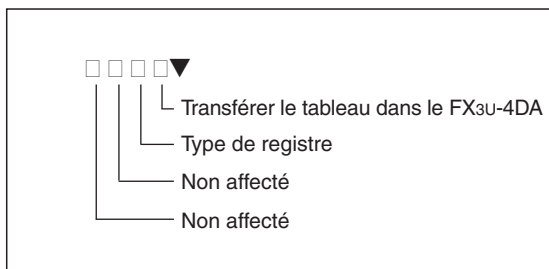 □ □ □ □▼
Transférer le tableau dans le FX3U-4DA
Type de registre
Non affecté
Non affecté